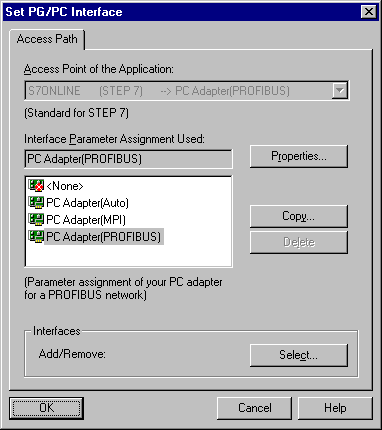 Set PG/PC Interface
Access Path
Access Point of the Application:
S7ONLINE (STEP 7) --> PC Adapter(PROFIBUS)
(Standard for STEP 7)
Interface Parameter Assignment Used:
PC Adapter(PROFIBUS)
Properties...
<None>
PC Adapter(Auto)
PC Adapter(MPI)
PC Adapter(PROFIBUS)
Copy...
Delete
(Parameter assignment of your PC adapter
for a PROFIBUS network)
Interfaces
Add/Remove:
Select...
OK
Cancel
Help